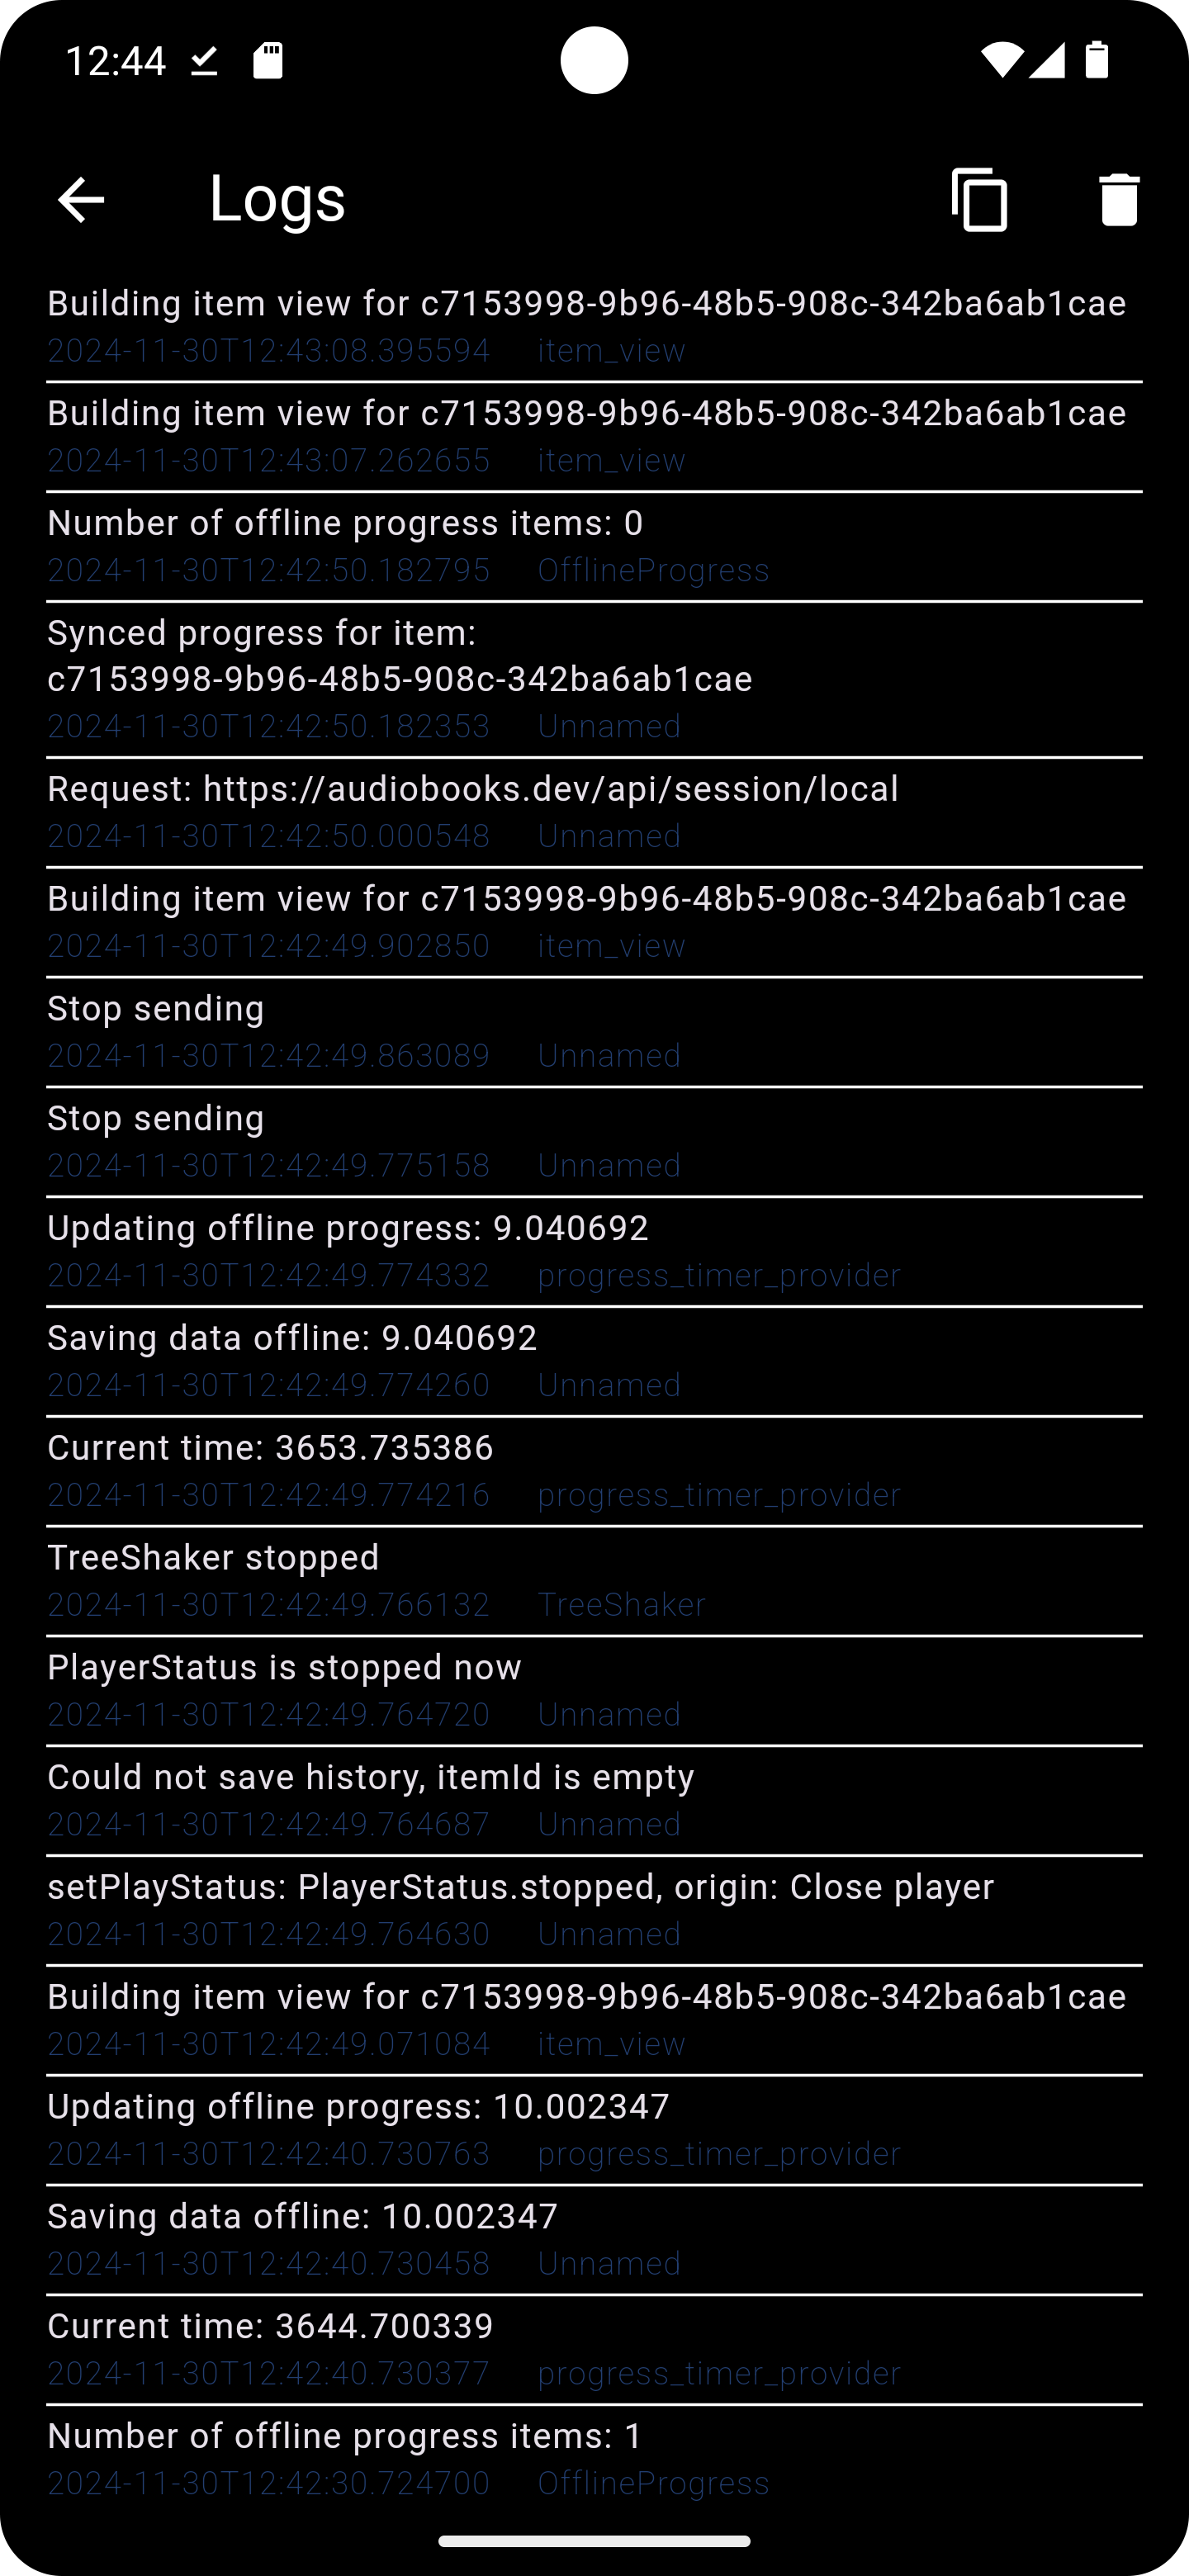 12:44
Logs
Building item view for c7153998-9b96-48b5-908c-342ba6ab1cae
2024-11-30T12:43:08.395594 item_view
Building item view for c7153998-9b96-48b5-908c-342ba6ab1cae
2024-11-30T12:43:07.262655 item_view
Number of offline progress items: 0
2024-11-30T12:42:50.182795 OfflineProgress
Synced progress for item:
c7153998-9b96-48b5-908c-342ba6ab1cae
2024-11-30T12:42:50.182353 Unnamed
Request: https://audiobooks.dev/api/session/local
2024-11-30T12:42:50.000548 Unnamed
Building item view for c7153998-9b96-48b5-908c-342ba6ab1cae
2024-11-30T12:42:49.902850 item_view
Stop sending
2024-11-30T12:42:49.863089 Unnamed
Stop sending
2024-11-30T12:42:49.775158 Unnamed
Updating offline progress: 9.040692
2024-11-30T12:42:49.774332 progress_timer_provider
Saving data offline: 9.040692
2024-11-30T12:42:49.774260 Unnamed
Current time: 3653.735386
2024-11-30T12:42:49.774216 progress_timer_provider
TreeShaker stopped
2024-11-30T12:42:49.766132 TreeShaker
PlayerStatus is stopped now
2024-11-30T12:42:49.764720 Unnamed
Could not save history, itemId is empty
2024-11-30T12:42:49.764687 Unnamed
setPlayStatus: PlayerStatus.stopped, origin: Close player
2024-11-30T12:42:49.764630 Unnamed
Building item view for c7153998-9b96-48b5-908c-342ba6ab1cae
2024-11-30T12:42:49.071084 item_view
Updating offline progress: 10.002347
2024-11-30T12:42:40.730763 progress_timer_provider
Saving data offline: 10.002347
2024-11-30T12:42:40.730458 Unnamed
Current time: 3644.700339
2024-11-30T12:42:40.730377 progress_timer_provider
Number of offline progress items: 1
2024-11-30T12:42:30.724700 OfflineProgress